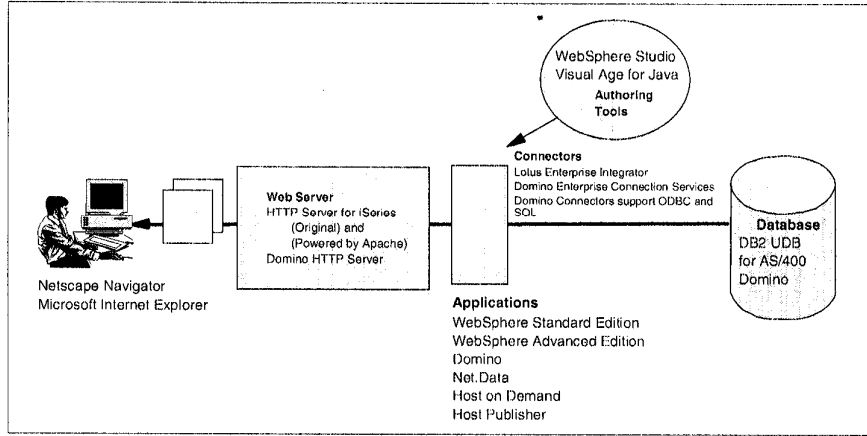 WebSphere Studio
Visual Age for Java
Authoring
Tools
Connectors
Lotus Enterprise Integrator
Domino Enterprise Connection Services
Domino Connectors support ODBC and
SQL
Web Server
HTTP Server for iSeries
(Original) and
(Powered by Apache)
Domino HTTP Server
Database
DB2 UDB
for AS/400
Domino
Netscape Navigator
Microsoft Internet Explorer
Applications
WebSphere Standard Edition
WebSphere Advanced Edition
Domino
Net.Data
Host on Demand
Host Publisher